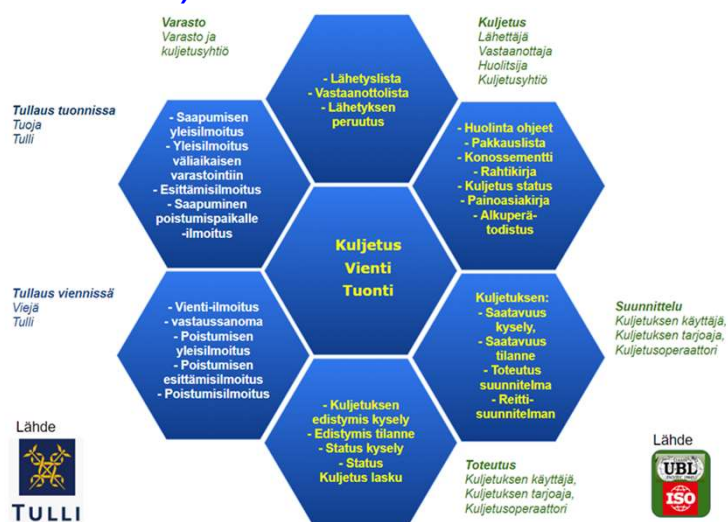 Varasto
Varasto ja
kuljetusyhtiö
Kuljetus
Lähettäjä
Vastaanottaja
Huolitsija
Kuljetusyhtiö
- Lähetyslista
- Vastaanottolista
- Lähetyksen
peruutus
Tullaus tuonnissa
Tuoja
Tulli
- Saapumisen
yleisilmoitus
- Yleisilmoitus
väliaikaisen
varastointiin
- Esittämisilmoitus
- Saapuminen
poistumispaikalle
-ilmoitus
- Huolinta ohjeet
- Pakkauslista
- Konossementti
- Rahtikirja
- Kuljetus status
- Painoasiakirja
- Alkuperä-
todistus
Kuljetus
Vienti
Tuonti
Tullaus viennissä
Viejä
Tulli
- Vienti-ilmoitus
- vastaussanoma
- Poistumisen
yleisilmoitus
- Poistumisen
esittämisilmoitus
- Poistumisilmoitus
Kuljetuksen:
- Saatavuus
kysely,
- Saatavuus
tilanne
- Toteutus
suunnitelma
- Reitti-
suunnitelman
Suunnittelu
Kuljetuksen käyttäjä,
Kuljetuksen tarjoaja,
Kuljetusoperaattori
- Kuljetuksen
edistymis kysely
- Edistymis tilanne
- Status kysely
- Status
Kuljetus lasku
Toteutus
Kuljetuksen käyttäjä,
Kuljetuksen tarjoaja,
Kuljetusoperaattori
Lähde
TULLI
Lähde
UBL
ISO